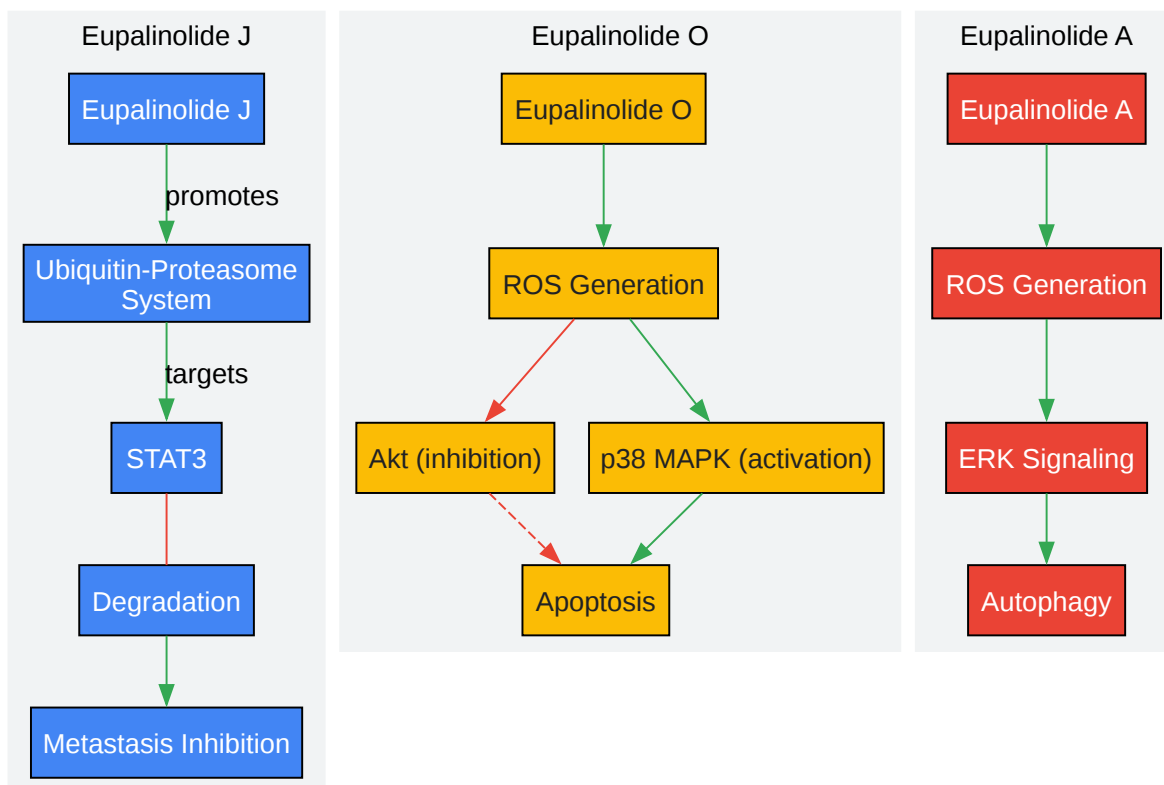 Eupalinolide J
Eupalinolide J
promotes
Ubiquitin-Proteasome
System
targets
STAT3
Degradation
Metastasis Inhibition
Eupalinolide O
Eupalinolide O
ROS Generation
Akt (inhibition)
p38 MAPK (activation)
Apoptosis
Eupalinolide A
Eupalinolide A
ROS Generation
ERK Signaling
Autophagy